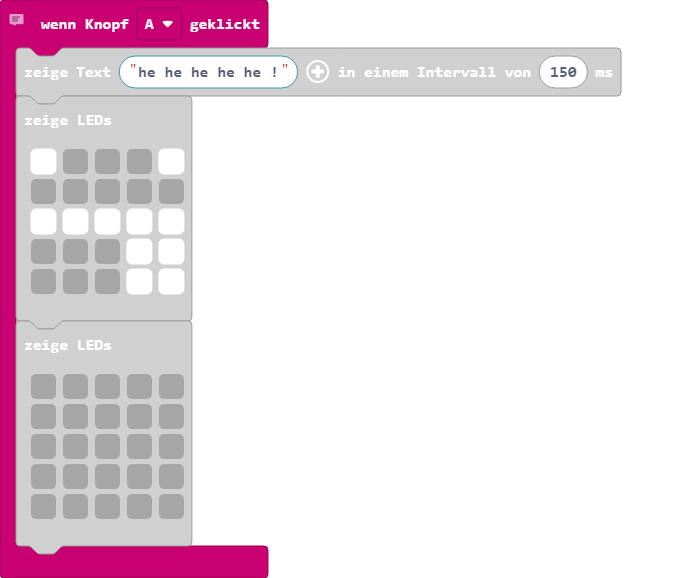 wenn Knopf A geklickt
zeige Text "he he he he he !" in einem Intervall von 150 ms
zeige LEDs
zeige LEDs